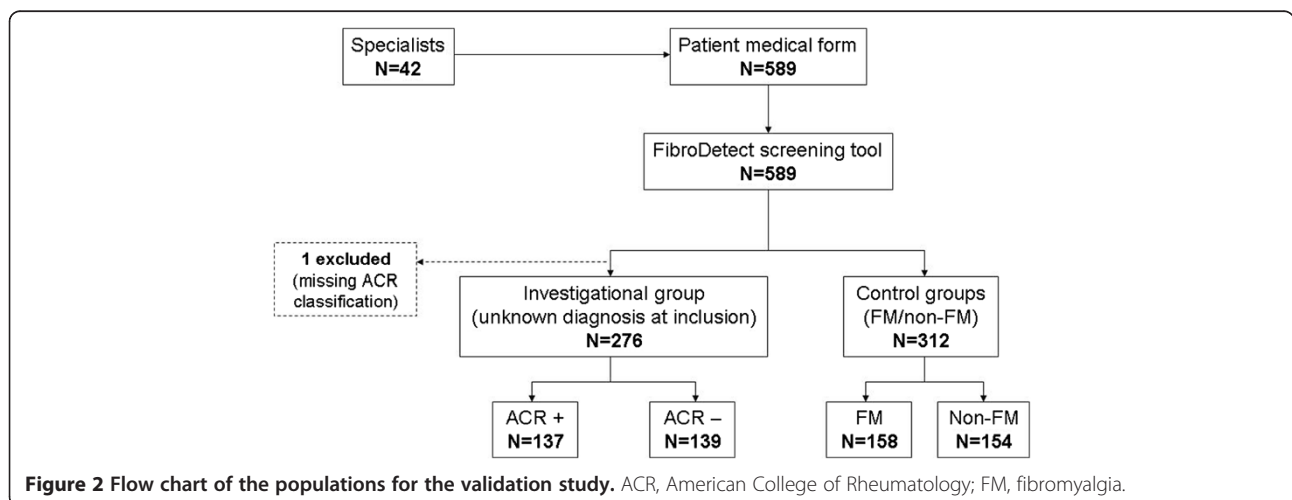 Specialists
N=42
Patient medical form
N=589
FibroDetect screening tool
N=589
1 excluded
(missing ACR
classification)
Investigational group
(unknown diagnosis at inclusion)
N=276
Control groups
(FM/non-FM)
N=312
ACR +
N=137
ACR –
N=139
FM
N=158
Non-FM
N=154
Figure 2 Flow chart of the populations for the validation study. ACR, American College of Rheumatology; FM, fibromyalgia.